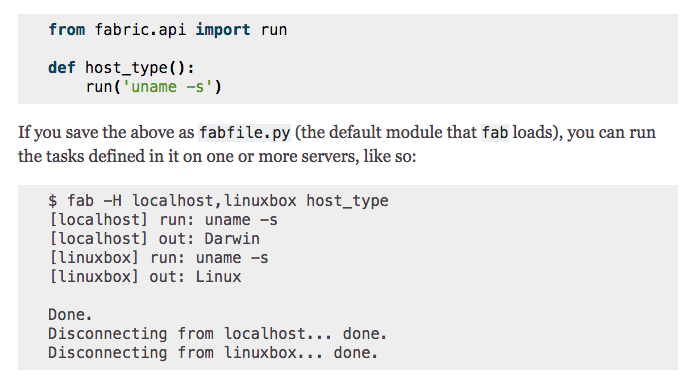 from fabric.api import run
def host_type():
    run('uname -s')
If you save the above as fabfile.py (the default module that fab loads), you can run
the tasks defined in it on one or more servers, like so:
$ fab -H localhost,linuxbox host_type
[localhost] run: uname -s
[localhost] out: Darwin
[linuxbox] run: uname -s
[linuxbox] out: Linux
Done.
Disconnecting from localhost... done.
Disconnecting from linuxbox... done.